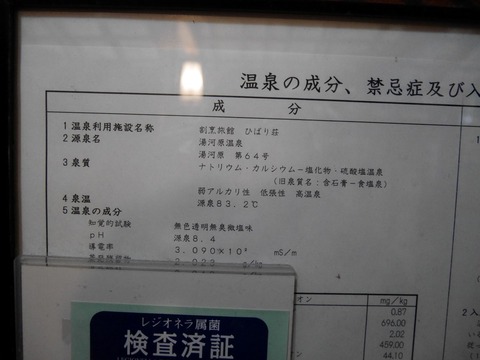 温泉の成分、禁忌症及び入
成 分
1 温泉利用施設名称 割烹旅館 ひばり荘
2 源泉名 湯河原温泉
湯河原 第64号
3 泉質 ナトリウム・カルシウム−塩化物・硫酸塩温泉
(旧泉質名:含石膏−食塩泉)
弱アルカリ性 低張性 高温泉
4 泉温 源泉83.2℃
5 温泉の成分
知覚的試験 無色透明無臭微塩味
pH 源泉8.4
導電率 3.090×10³ mS/m
2.023 g/kg
オン mg/kg
0.87
696.00
2.02
459.00
44.10
2入
レジオネラ属菌
検査済証